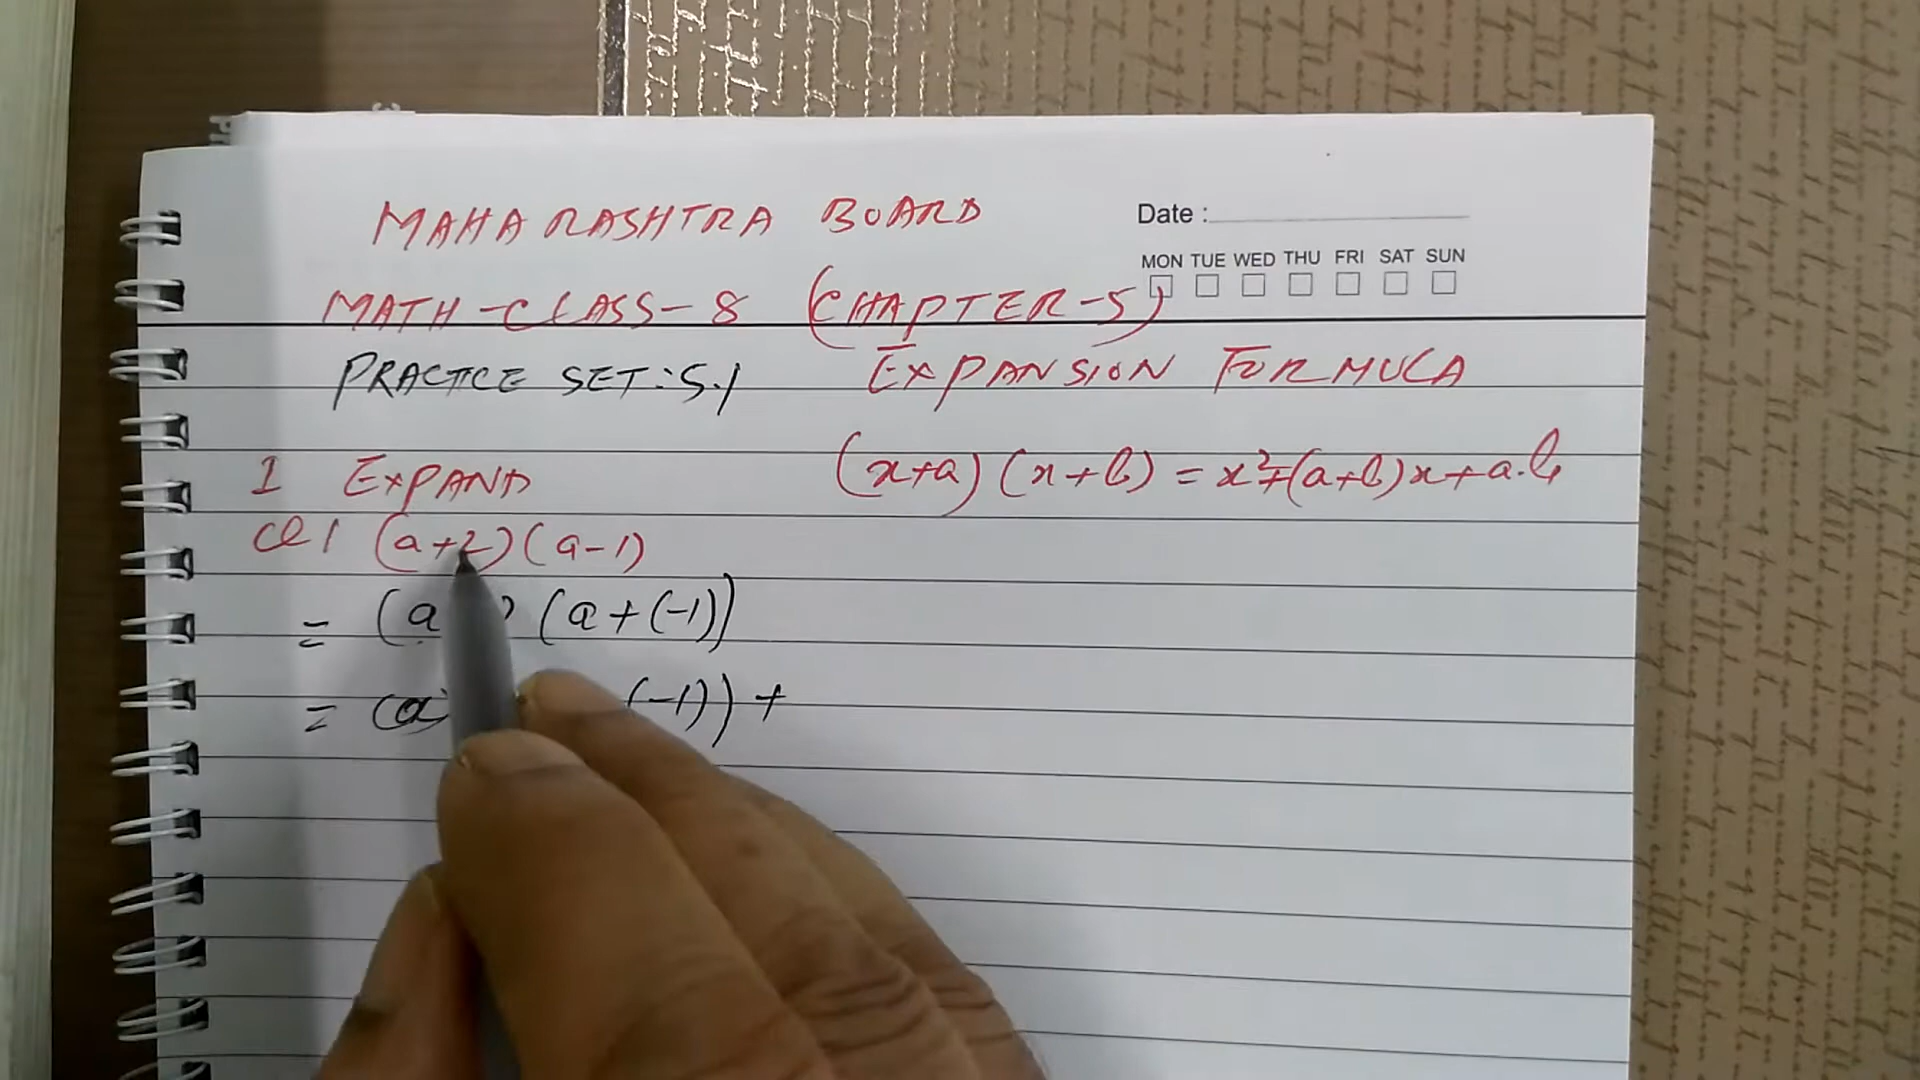 MAHARASHTRA BOARD
Date :
MON TUE WED THU FRI SAT SUN
MATH-CLASS-8 (CHAPTER-5)
PRACTICE SET:5.1 EXPANSION FORMULA
1 EXPAND (x+a)(x+b) = x²+(a+b)x+a.b
Q1 (a+2)(a-1)
= (a ) (a+(-1))
= (a (-1))+